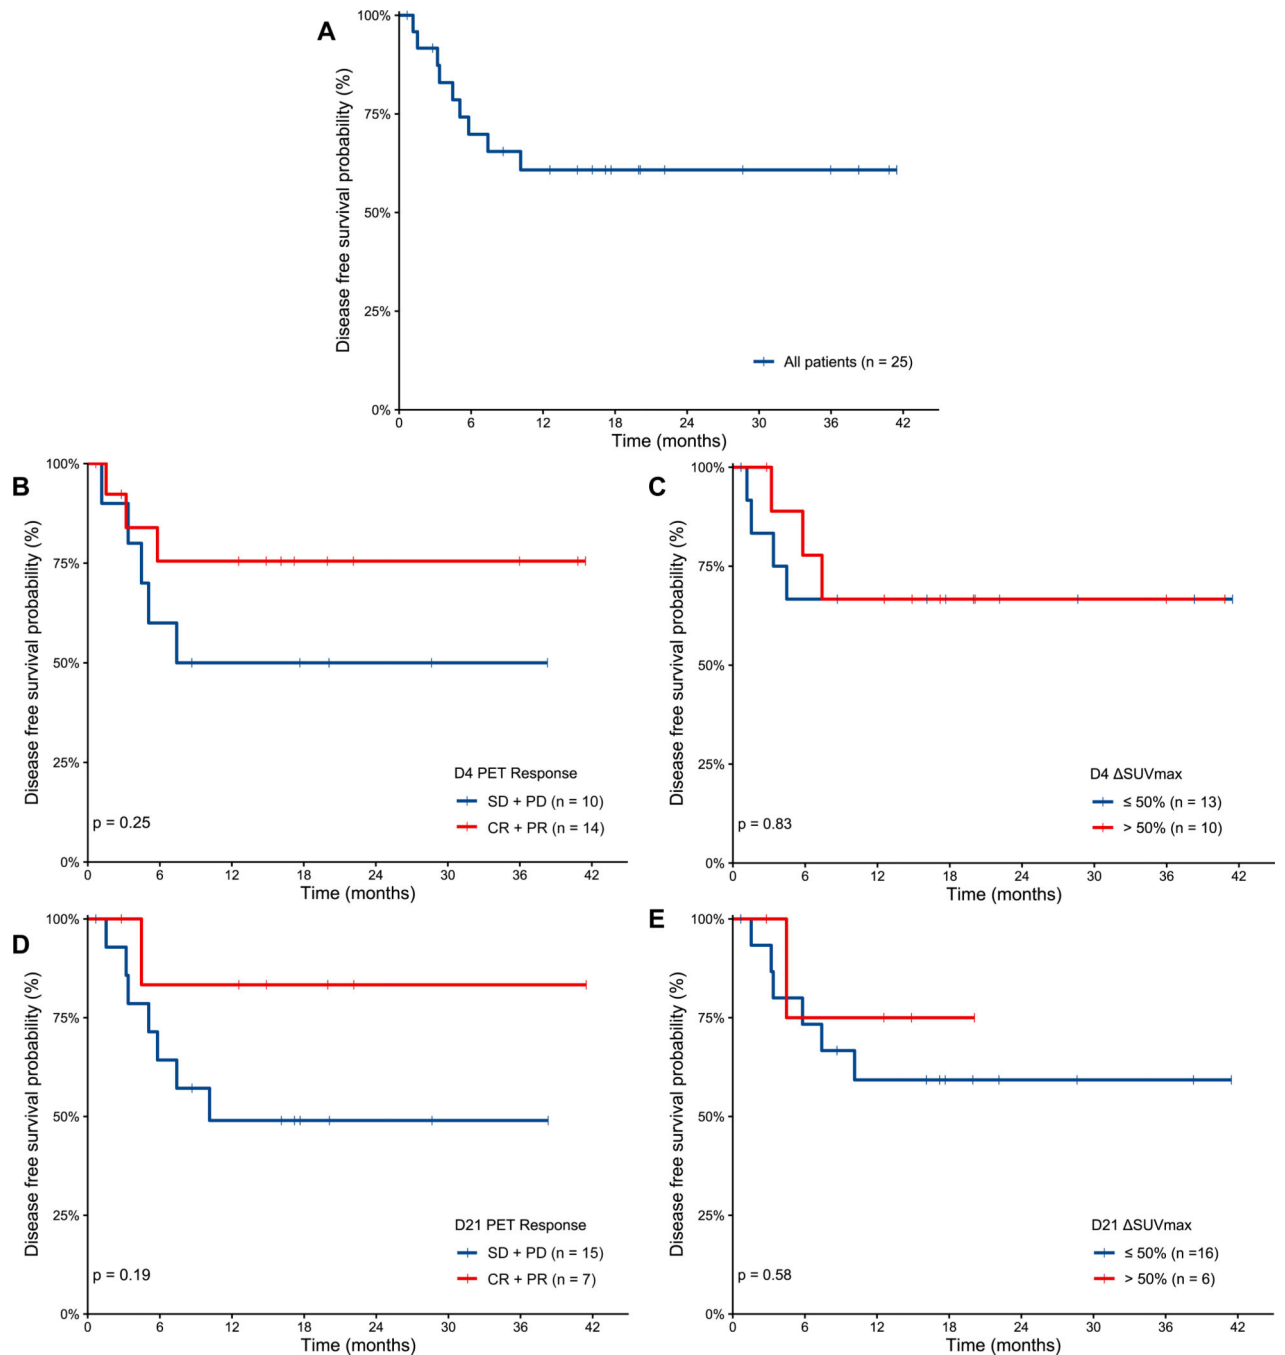 A
Disease free survival probability (%)
100%
75%
50%
25%
0%
0 6 12 18 24 30 36 42
Time (months)
All patients (n = 25)
B
Disease free survival probability (%)
100%
75%
50%
25%
0%
0 6 12 18 24 30 36 42
Time (months)
D4 PET Response
SD + PD (n = 10)
CR + PR (n = 14)
p = 0.25
C
Disease free survival probability (%)
100%
75%
50%
25%
0%
0 6 12 18 24 30 36 42
Time (months)
D4 ΔSUVmax
≤ 50% (n = 13)
> 50% (n = 10)
p = 0.83
D
Disease free survival probability (%)
100%
75%
50%
25%
0%
0 6 12 18 24 30 36 42
Time (months)
D21 PET Response
SD + PD (n = 15)
CR + PR (n = 7)
p = 0.19
E
Disease free survival probability (%)
100%
75%
50%
25%
0%
0 6 12 18 24 30 36 42
Time (months)
D21 ΔSUVmax
≤ 50% (n =16)
> 50% (n = 6)
p = 0.58